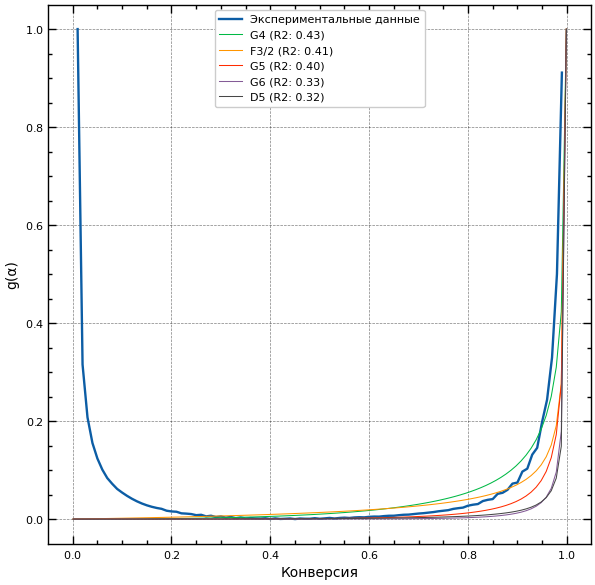 Экспериментальные данные
G4 (R2: 0.43)
F3/2 (R2: 0.41)
G5 (R2: 0.40)
G6 (R2: 0.33)
D5 (R2: 0.32)
g(α)
1.0
0.8
0.6
0.4
0.2
0.0
0.0 0.2 0.4 0.6 0.8 1.0
Конверсия